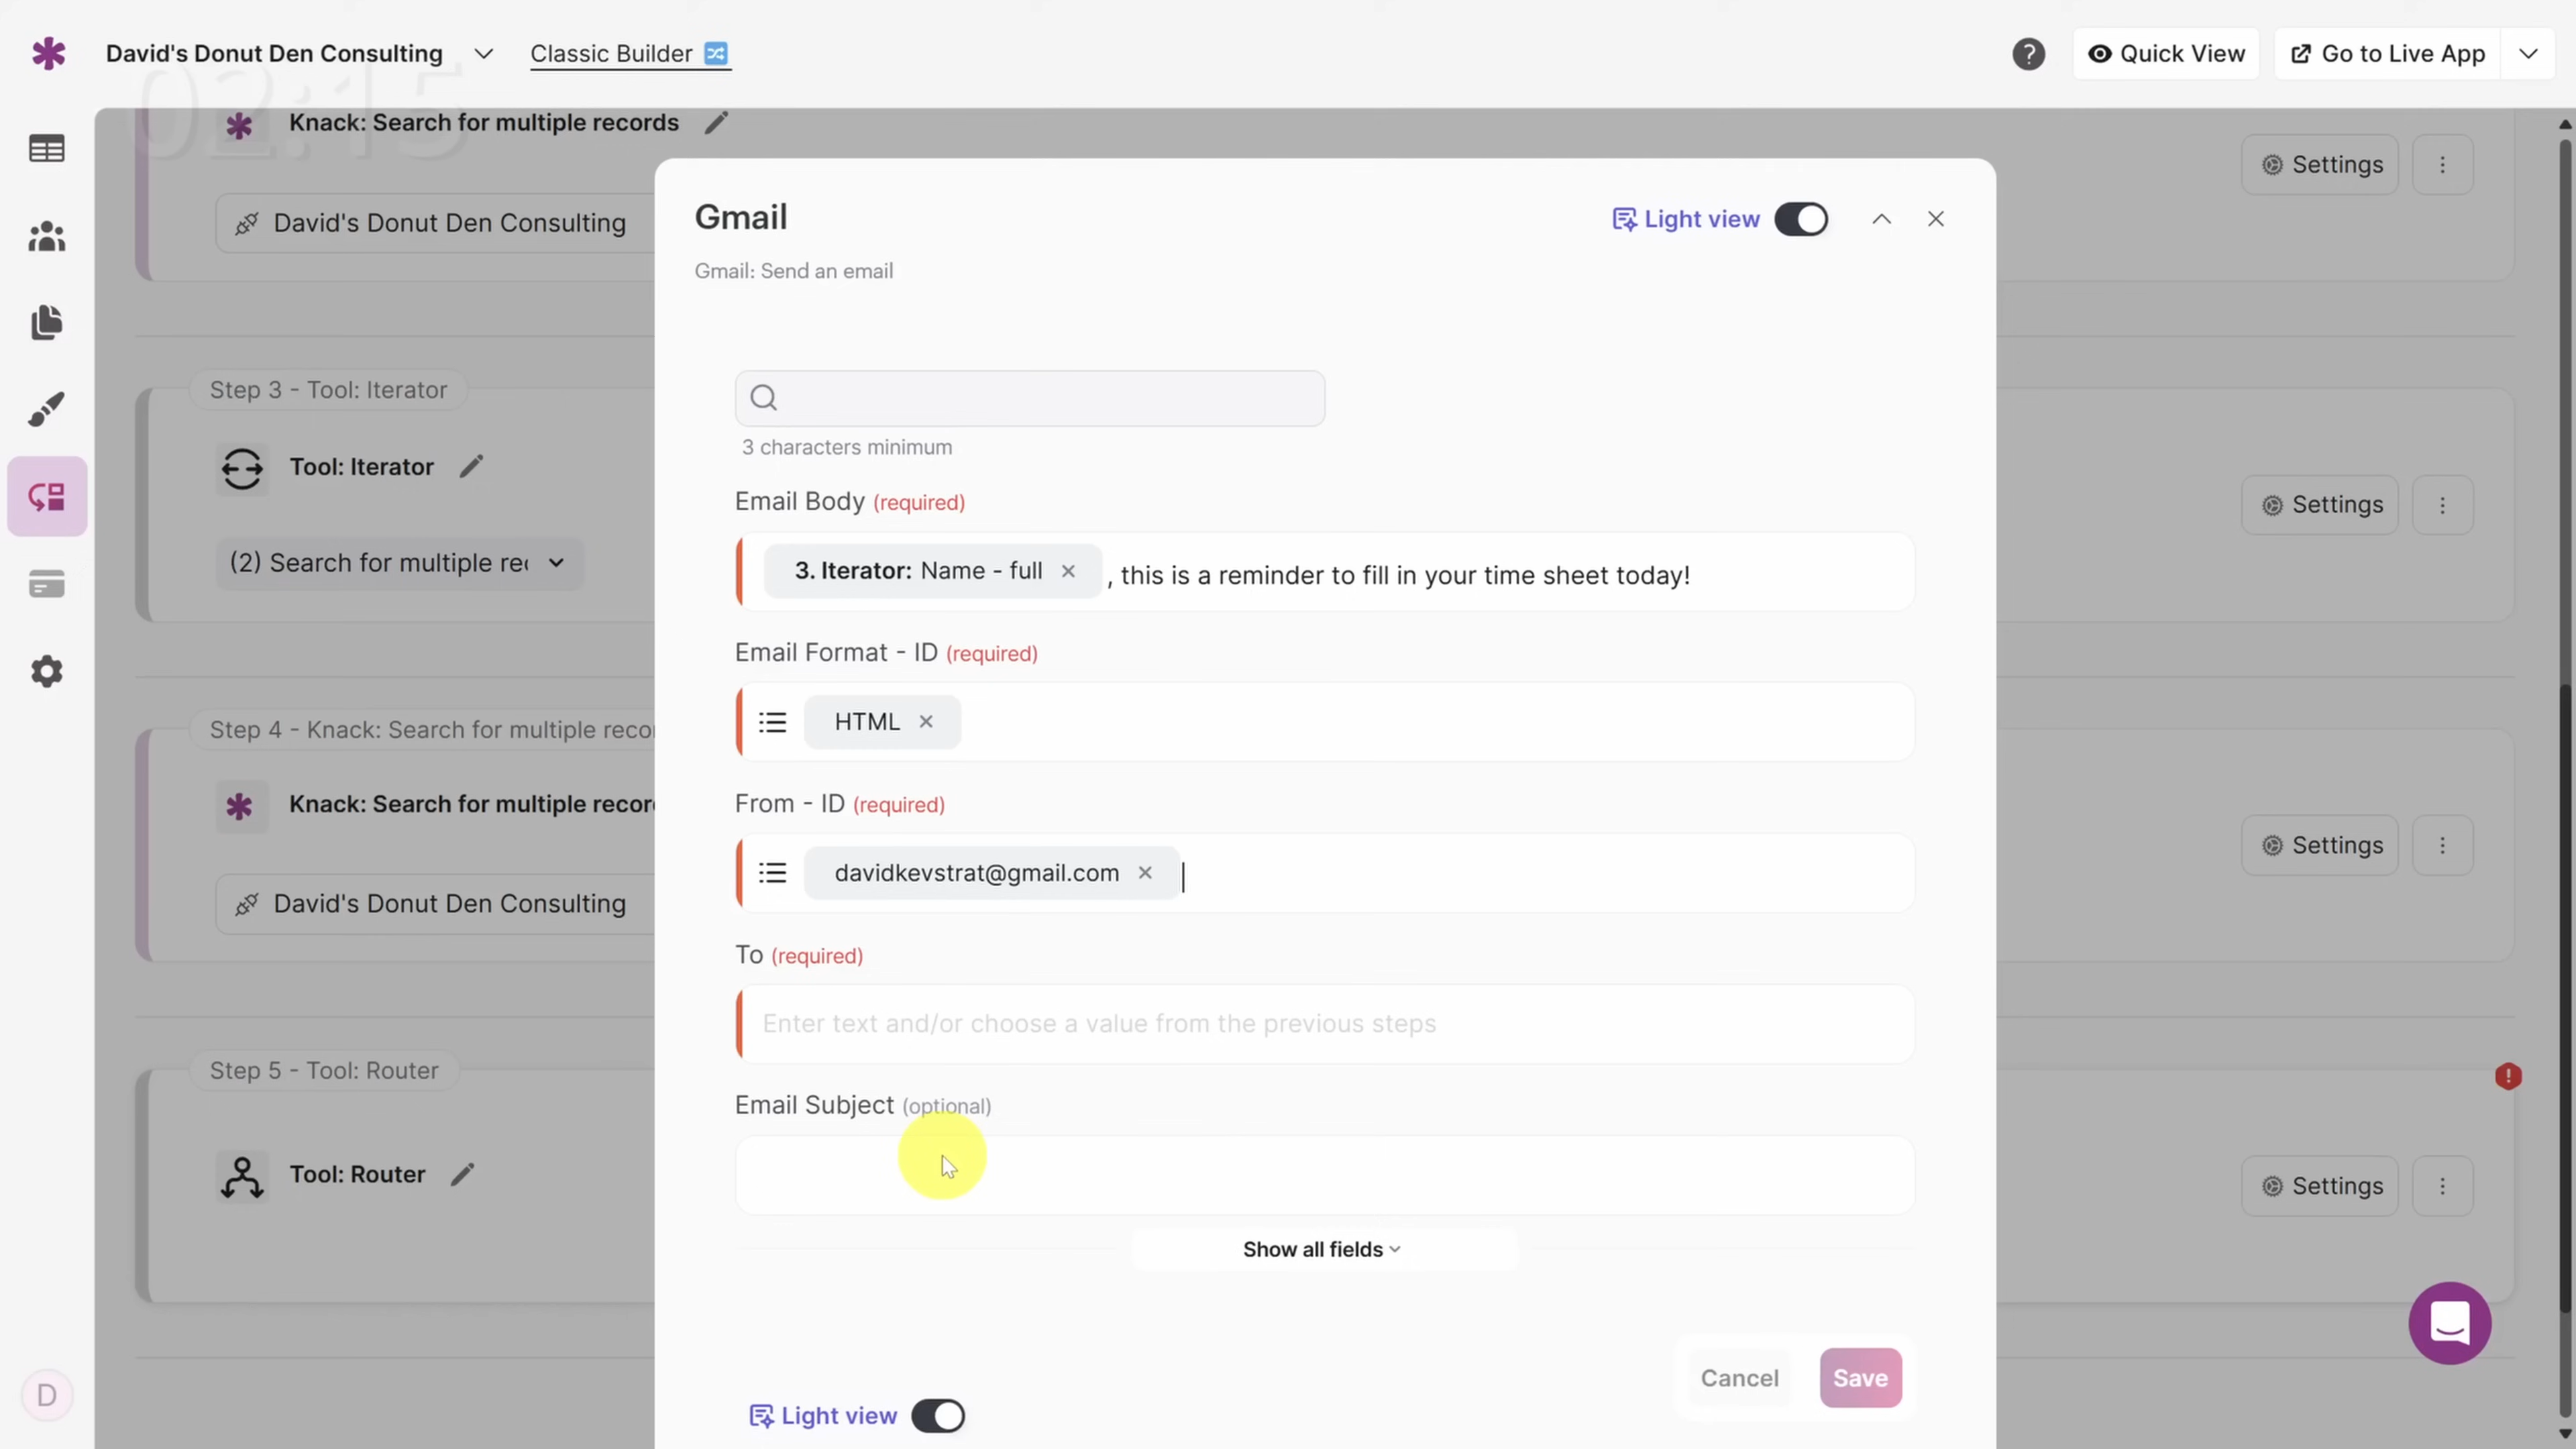 David's Donut Den Consulting
Classic Builder
Quick View
Go to Live App
02:15
Knack: Search for multiple records
Settings
David's Donut Den Consulting
Step 3 - Tool: Iterator
Tool: Iterator
Settings
(2) Search for multiple rec
Step 4 - Knack: Search for multiple reco
Knack: Search for multiple recor
Settings
David's Donut Den Consulting
Step 5 - Tool: Router
Tool: Router
Settings
D
Gmail
Light view
Gmail: Send an email
3 characters minimum
Email Body (required)
3. Iterator: Name - full × , this is a reminder to fill in your time sheet today!
Email Format - ID (required)
HTML ×
From - ID (required)
davidkevstrat@gmail.com ×
To (required)
Enter text and/or choose a value from the previous steps
Email Subject (optional)
Show all fields
Cancel
Save
Light view